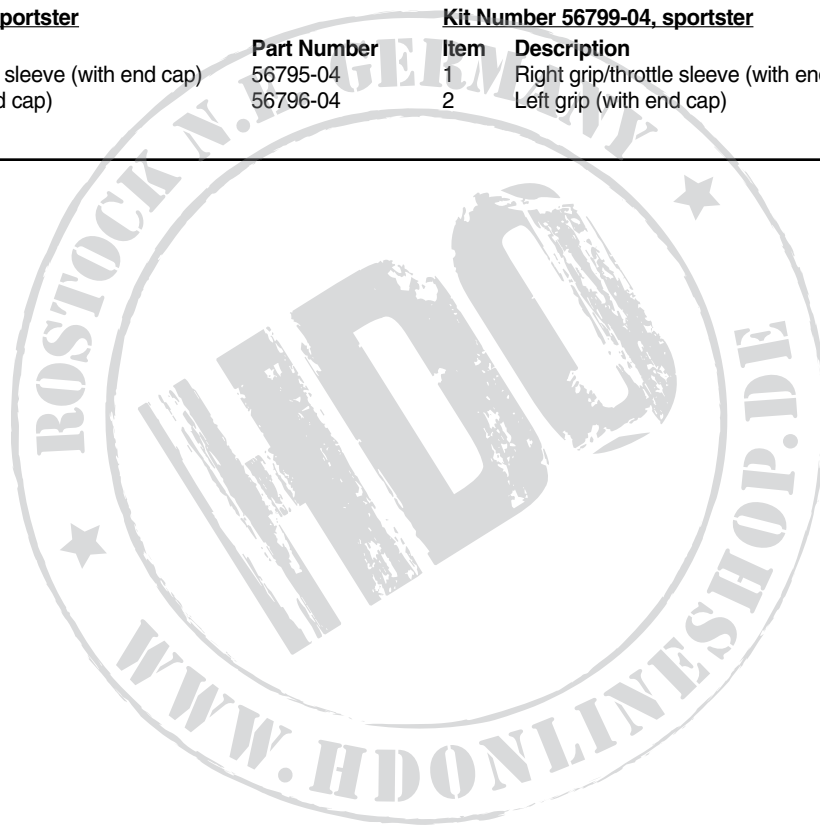 portster
Part Number
sleeve (with end cap) 56795-04
d cap) 56796-04
Kit Number 56799-04, sportster
Item Description
1 Right grip/throttle sleeve (with en
2 Left grip (with end cap)
ROSTOCK N.E GERMANY
HDO
WWW.HDONLINESHOP.DE